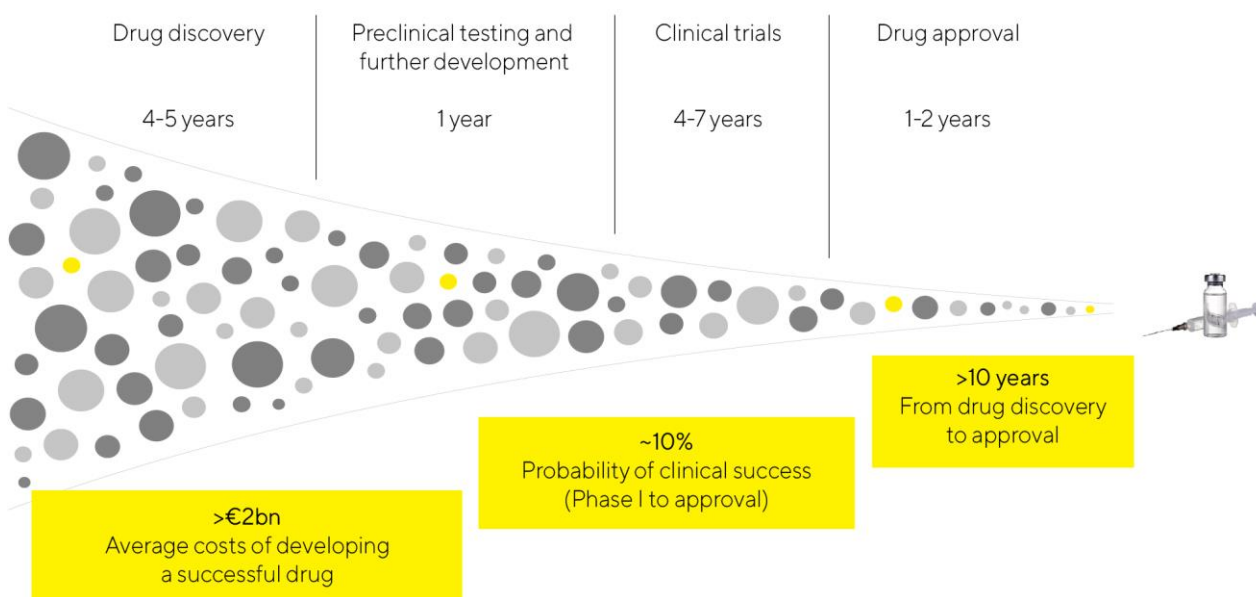 Drug discovery
4-5 years
Preclinical testing and
further development
1 year
Clinical trials
4-7 years
Drug approval
1-2 years
>10 years
From drug discovery
to approval
~10%
Probability of clinical success
(Phase I to approval)
>€2bn
Average costs of developing
a successful drug